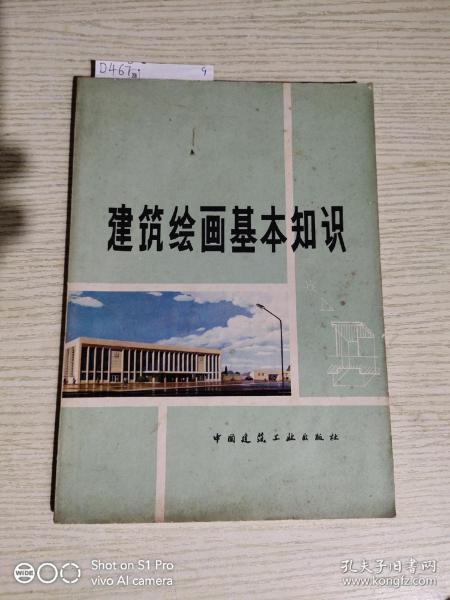 D467
9
建筑绘画基本知识
中国建筑工业出版社
WIDE
Shot on S1 Pro
vivo AI camera
孔夫子旧书网
www.kongfz.com